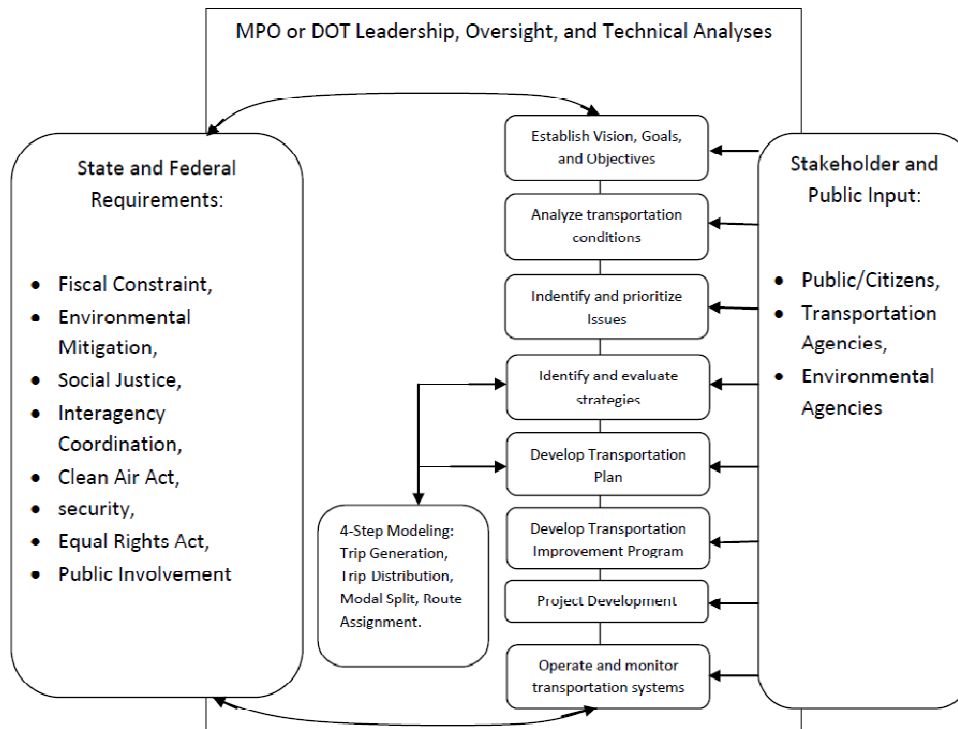 MPO or DOT Leadership, Oversight, and Technical Analyses
State and Federal
Requirements:
• Fiscal Constraint,
• Environmental
Mitigation,
• Social Justice,
• Interagency
Coordination,
• Clean Air Act,
• security,
• Equal Rights Act,
• Public Involvement
4-Step Modeling:
Trip Generation,
Trip Distribution,
Modal Split, Route
Assignment.
Establish Vision, Goals,
and Objectives
Analyze transportation
conditions
Indentify and prioritize
Issues
Identify and evaluate
strategies
Develop Transportation
Plan
Develop Transportation
Improvement Program
Project Development
Operate and monitor
transportation systems
Stakeholder and
Public Input:
• Public/Citizens,
• Transportation
Agencies,
• Environmental
Agencies